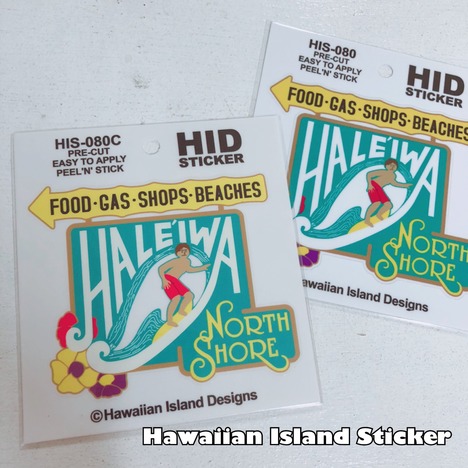 HIS-080C
PRE-CUT
EASY TO APPLY
PEEL'N' STICK
HID
STICKER
FOOD·GAS·SHOPS·BEACHES
HALE'IWA
NORTH
SHORE
©Hawaiian Island Designs
HIS-080
PRE-CUT
EASY TO APPLY
PEEL'N' STICK
HID
STICKER
FOOD·GAS·SHOPS·BEACHES
HALE'IWA
NORTH
SHORE
Hawaiian Island Designs
Hawaiian Island Sticker